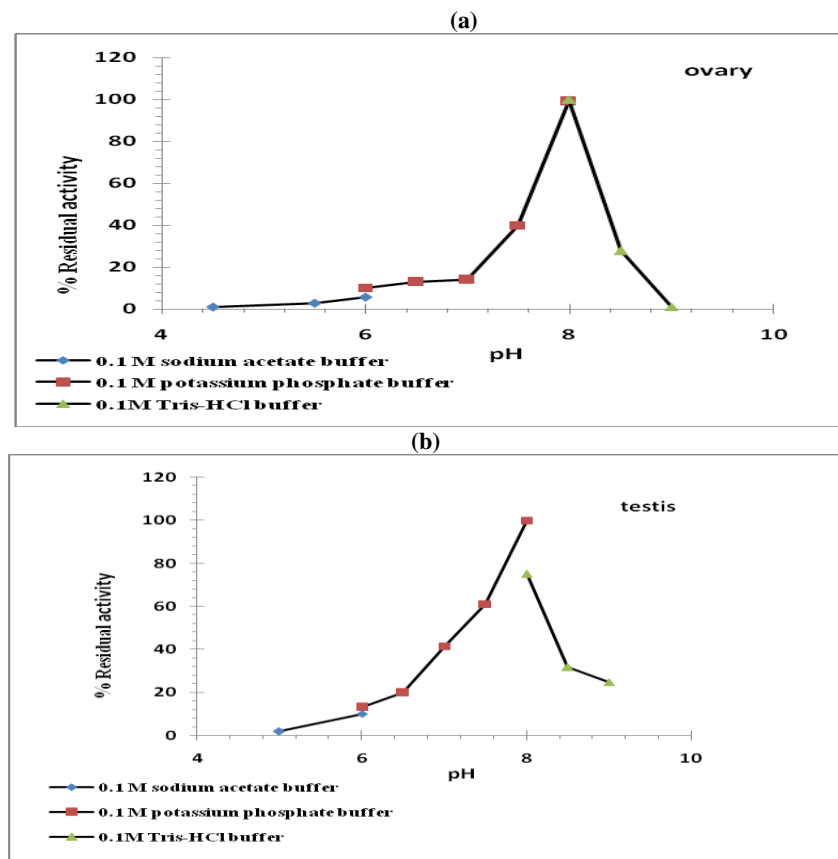 (a)
ovary
% Residual activity
120
100
80
60
40
20
0
4
6
8
10
pH
0.1 M sodium acetate buffer
0.1 M potassium phosphate buffer
0.1M Tris-HCl buffer
(b)
testis
% Residual activity
120
100
80
60
40
20
0
4
6
8
10
pH
0.1 M sodium acetate buffer
0.1 M potassium phosphate buffer
0.1M Tris-HCl buffer